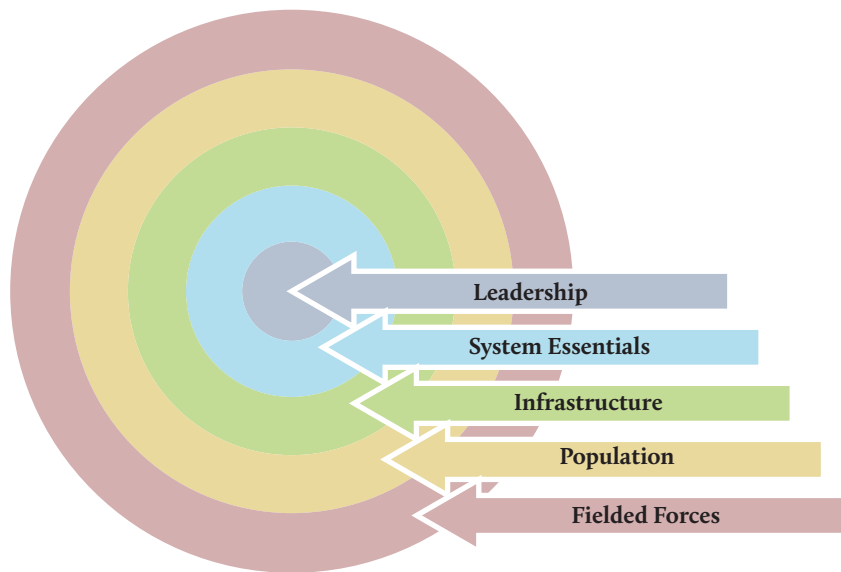 Leadership
System Essentials
Infrastructure
Population
Fielded Forces